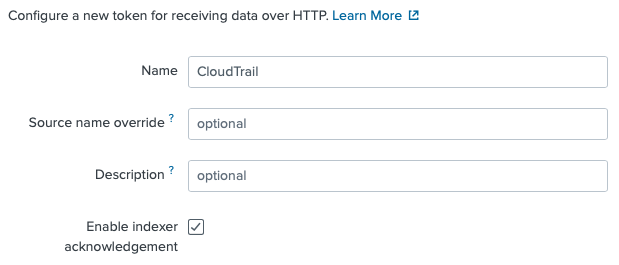 Configure a new token for receiving data over HTTP. Learn More
Name CloudTrail
Source name override ? optional
Description ? optional
Enable indexer
acknowledgement